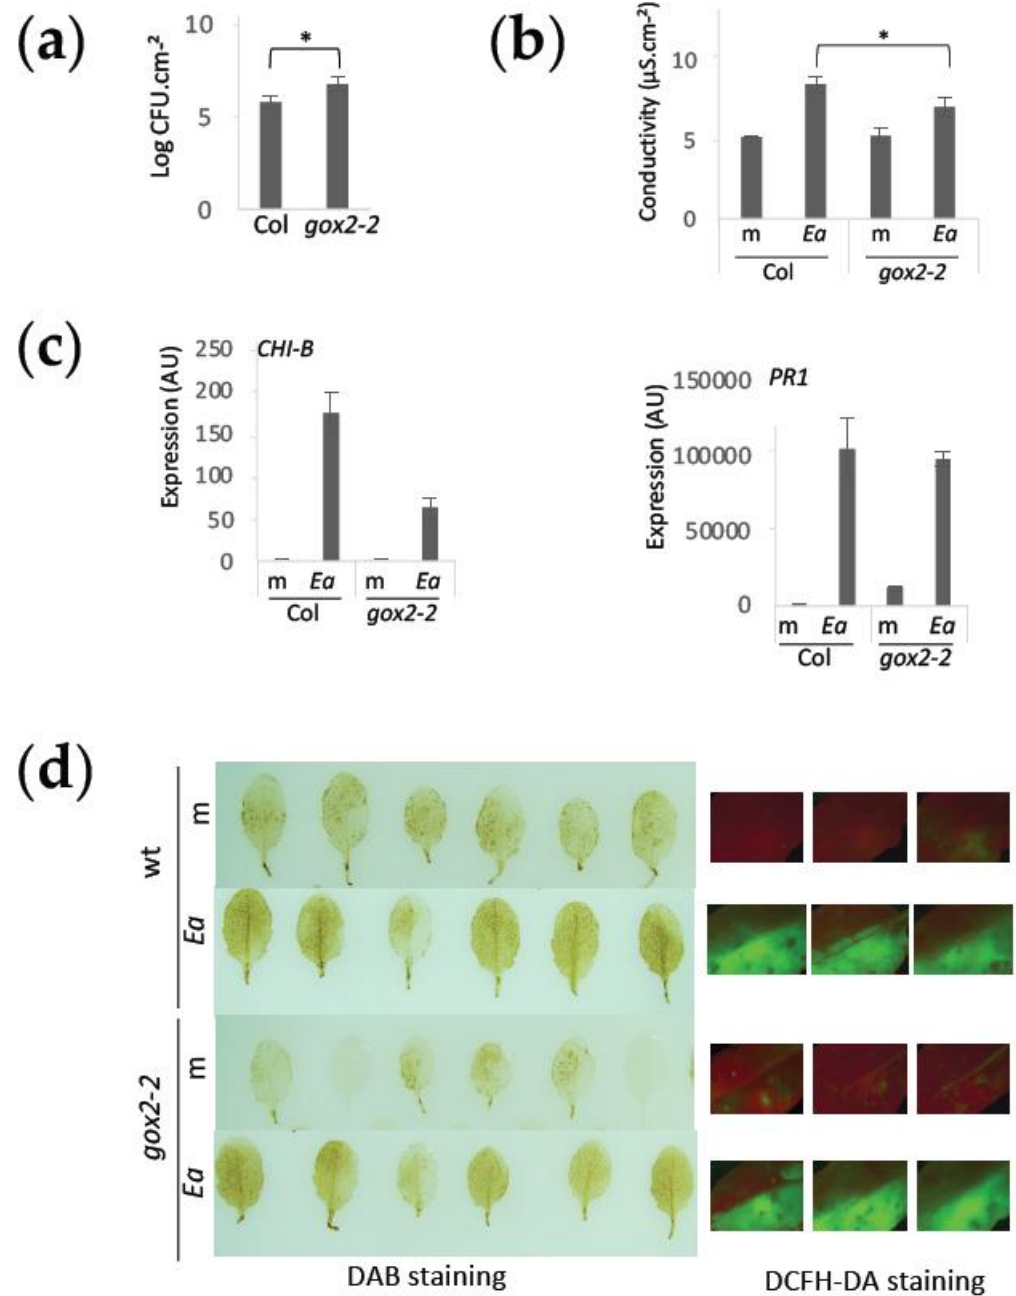 (a)
Log CFU.cm-²
10
5
0
*
Col gox2-2
(b)
Conductivity (µS.cm-²)
10
5
0
*
m Ea m Ea
Col gox2-2
(c)
Expression (AU)
250
200
150
100
50
0
CHI-B
m Ea m Ea
Col gox2-2
Expression (AU)
150000
100000
50000
0
PR1
m Ea m Ea
Col gox2-2
(d)
wt
m
Ea
gox2-2
m
Ea
DAB staining
DCFH-DA staining